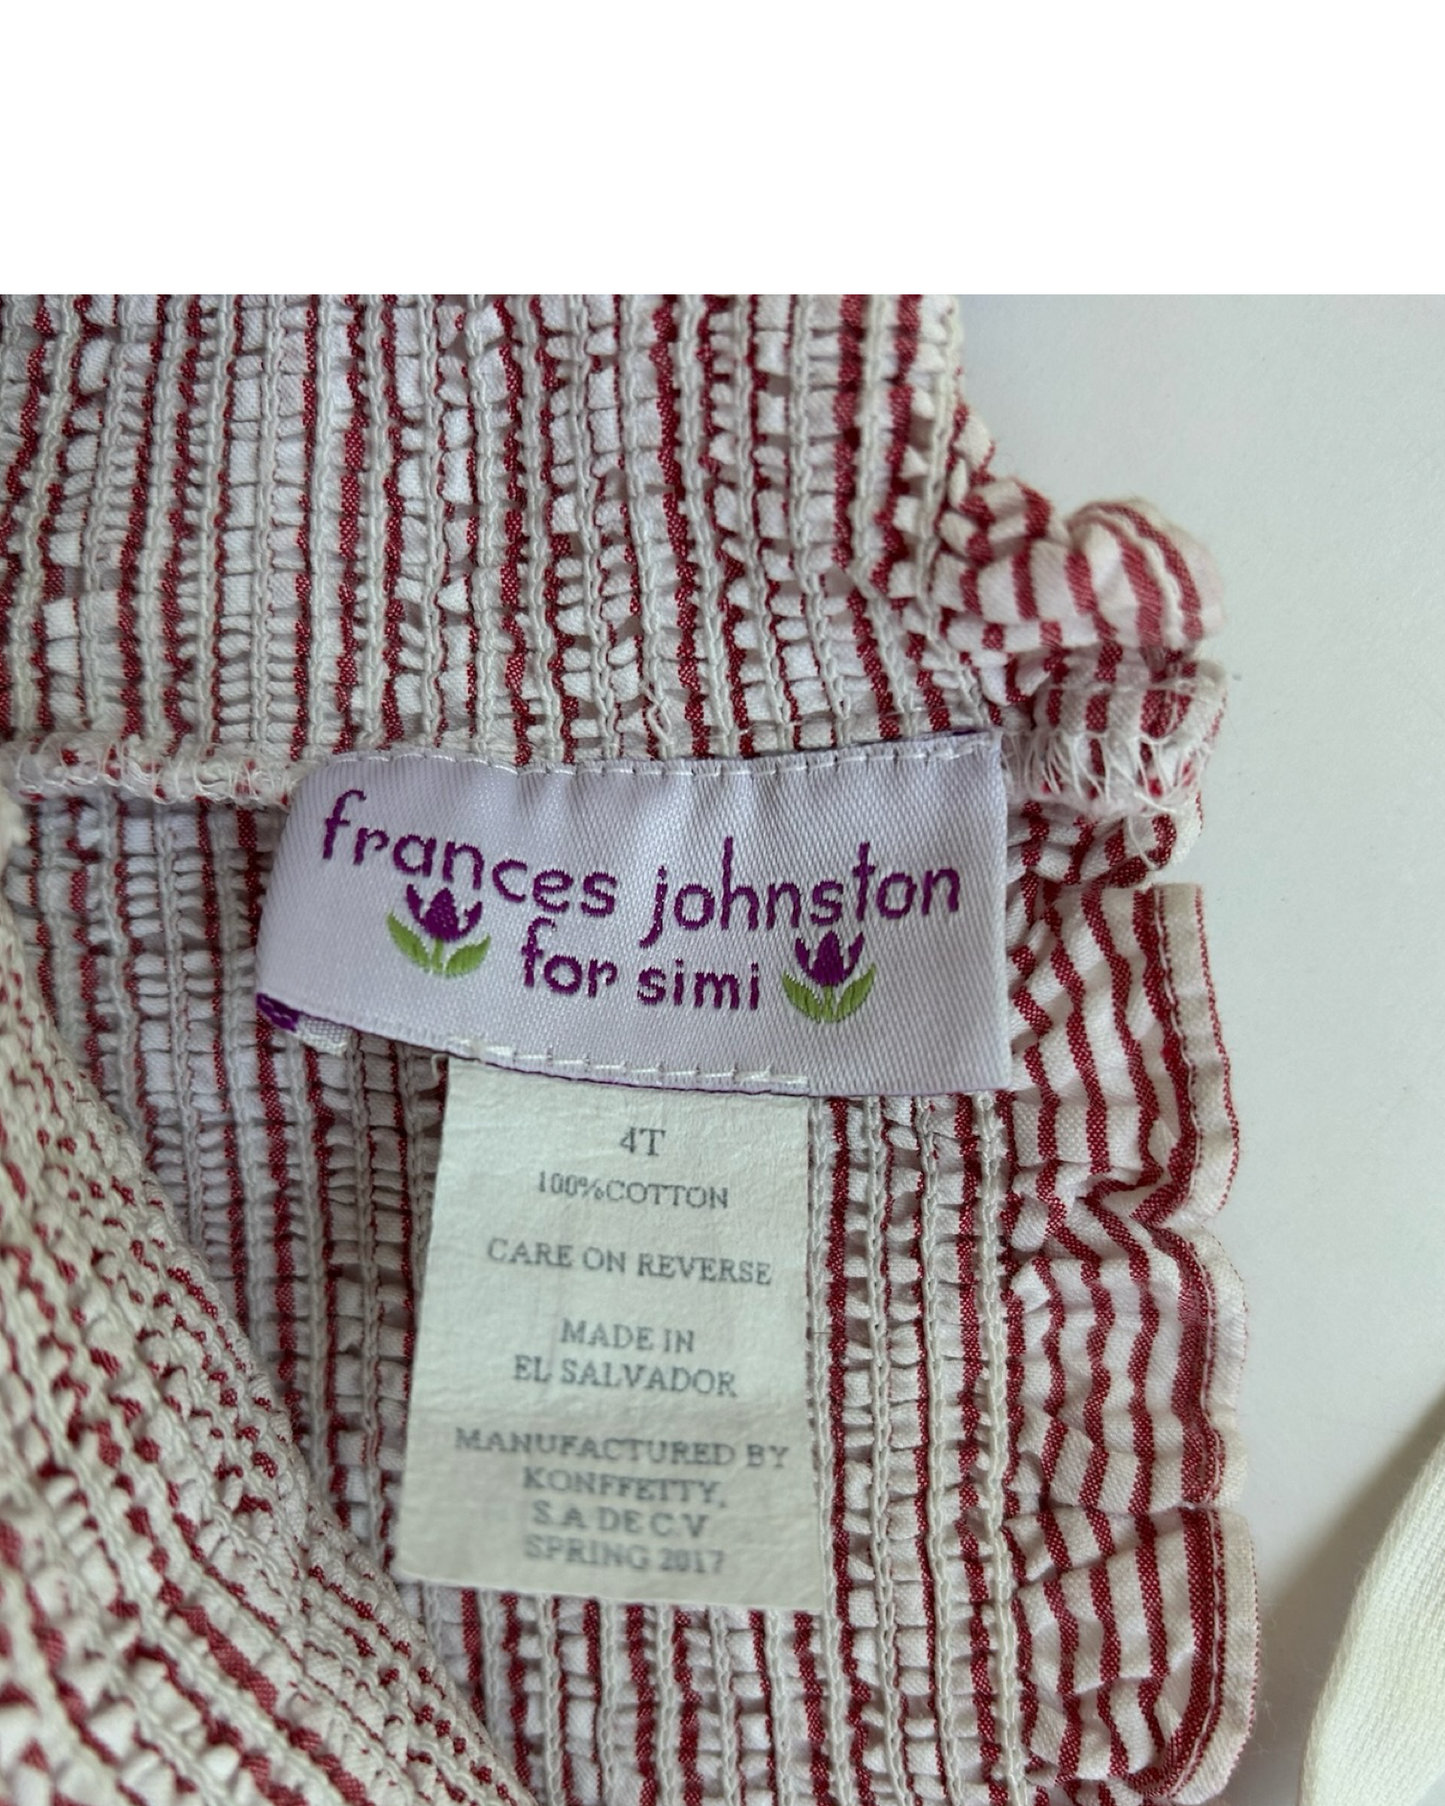 frances johnston
for simi
4T
100%COTTON
CARE ON REVERSE
MADE IN
EL SALVADOR
MANUFACTURED BY
KONFFETTY,
S.A DE C.V
SPRING 2017